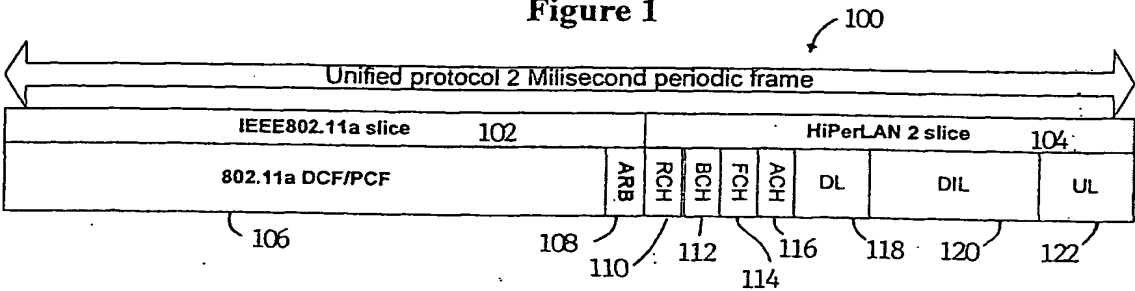 Figure 1
100
Unified protocol 2 Milisecond periodic frame
IEEE802.11a slice 102 HiPerLAN 2 slice 104
802.11a DCF/PCF ARB RCH BCH FCH ACH DL DIL UL
106 108 110 112 114 116 118 120 122